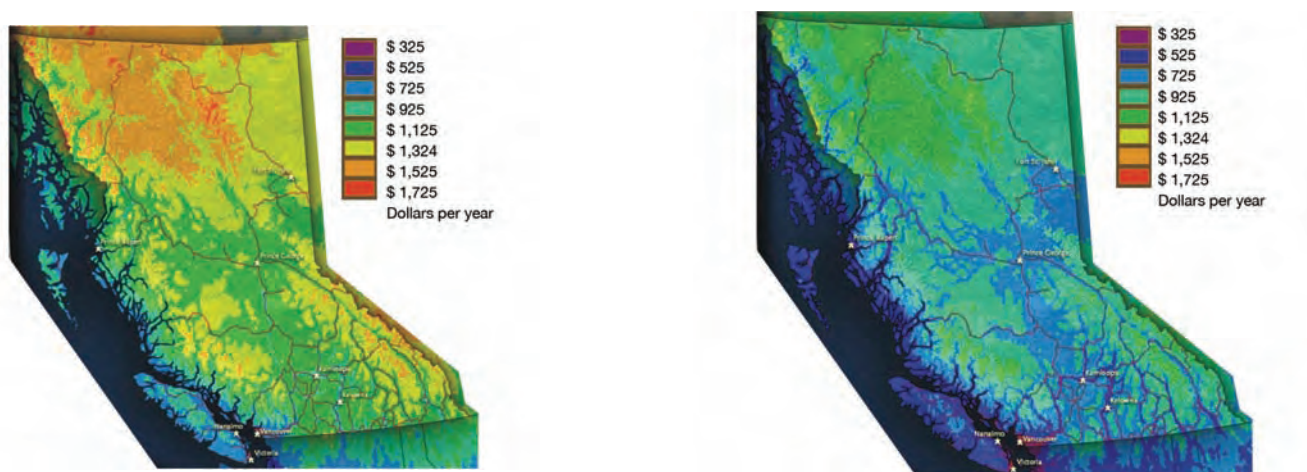 $ 325
$ 525
$ 725
$ 925
$ 1,125
$ 1,324
$ 1,525
$ 1,725
Dollars per year
Prince George
Kamloops
Kelowna
Nanaimo
Vancouver
Victoria
$ 325
$ 525
$ 725
$ 925
$ 1,125
$ 1,324
$ 1,525
$ 1,725
Dollars per year
Fort St. John
Prince Rupert
Prince George
Kamloops
Kelowna
Nanaimo
Vancouver
Victoria